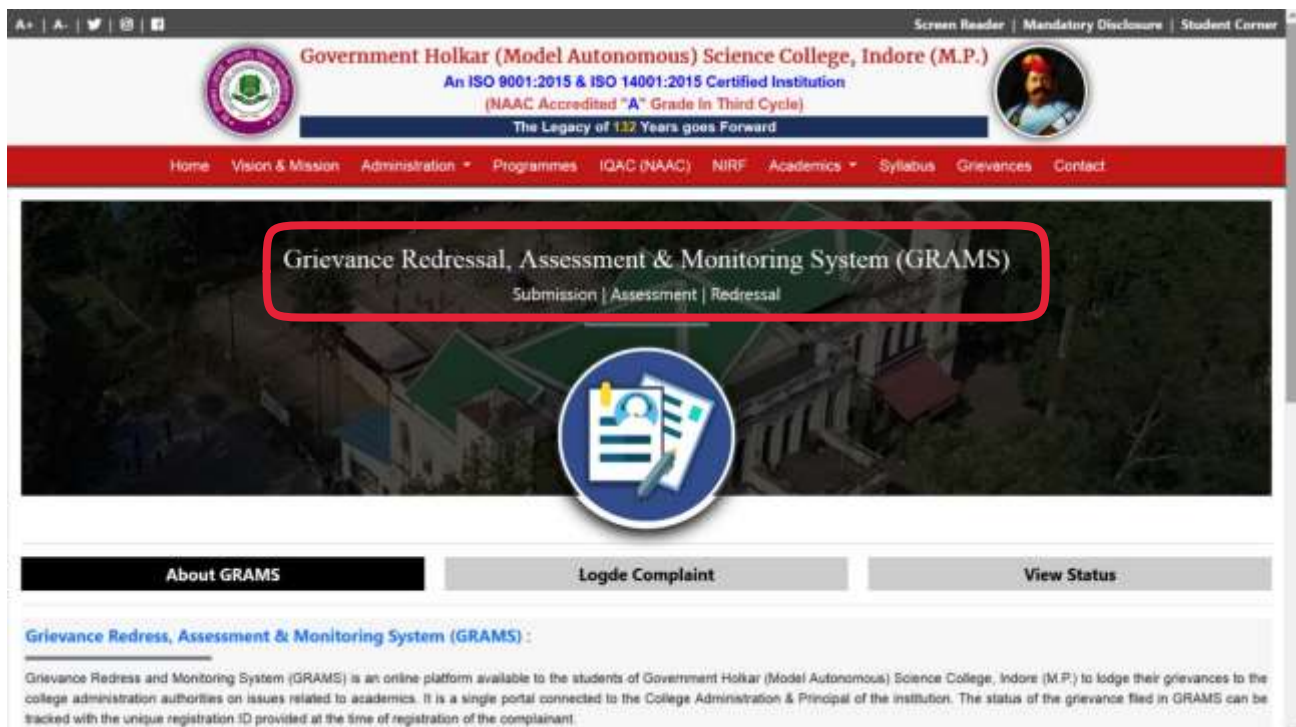 A+ | A- | | |
Screen Reader | Mandatory Disclosure | Student Corner
Government Holkar (Model Autonomous) Science College, Indore (M.P.)
An ISO 9001:2015 & ISO 14001:2015 Certified Institution
(NAAC Accredited "A" Grade In Third Cycle)
The Legacy of 132 Years goes Forward
Home Vision & Mission Administration Programmes IQAC (NAAC) NIRF Academics Syllabus Grievances Contact
Grievance Redressal, Assessment & Monitoring System (GRAMS)
Submission | Assessment | Redressal
About GRAMS Logde Complaint View Status
Grievance Redress, Assessment & Monitoring System (GRAMS) :
Grievance Redress and Monitoring System (GRAMS) is an online platform available to the students of Government Holkar (Model Autonomous) Science College, Indore (M.P.) to lodge their grievances to the
college administration authorities on issues related to academics. It is a single portal connected to the College Administration & Principal of the institution. The status of the grievance filed in GRAMS can be
tracked with the unique registration ID provided at the time of registration of the complainant.